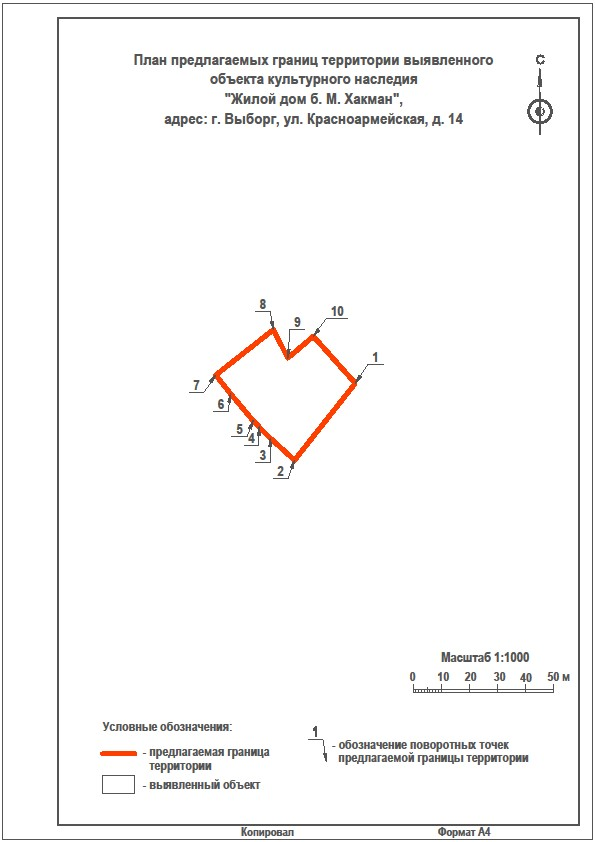 План предлагаемых границ территории выявленного
объекта культурного наследия
"Жилой дом б. М. Хакман",
адрес: г. Выборг, ул. Красноармейская, д. 14
С
8
9
10
1
7
6
5
4
3
2
Масштаб 1:1000
0 10 20 30 40 50 м
Условные обозначения:
- предлагаемая граница
территории
- выявленный объект
1
- обозначение поворотных точек
предлагаемой границы территории
Копировал
Формат А4